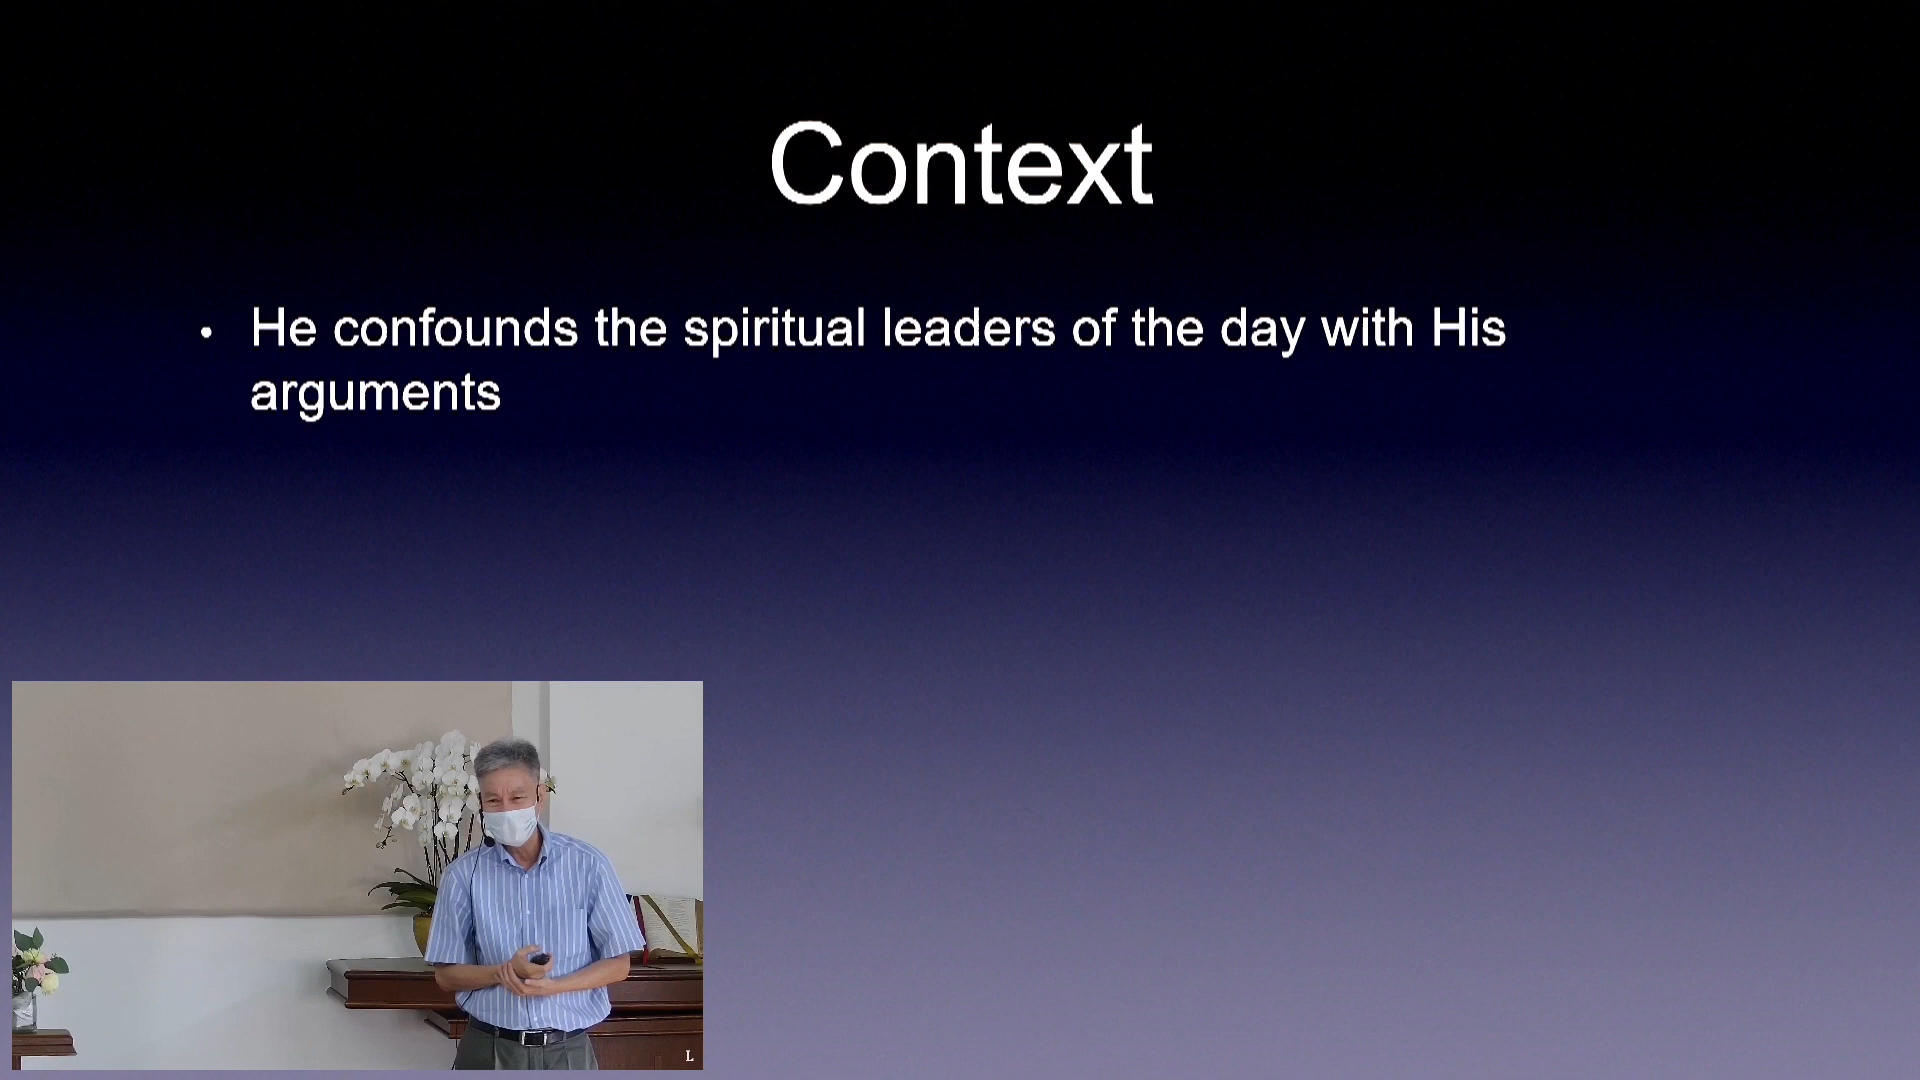 Context
• He confounds the spiritual leaders of the day with His
arguments
L